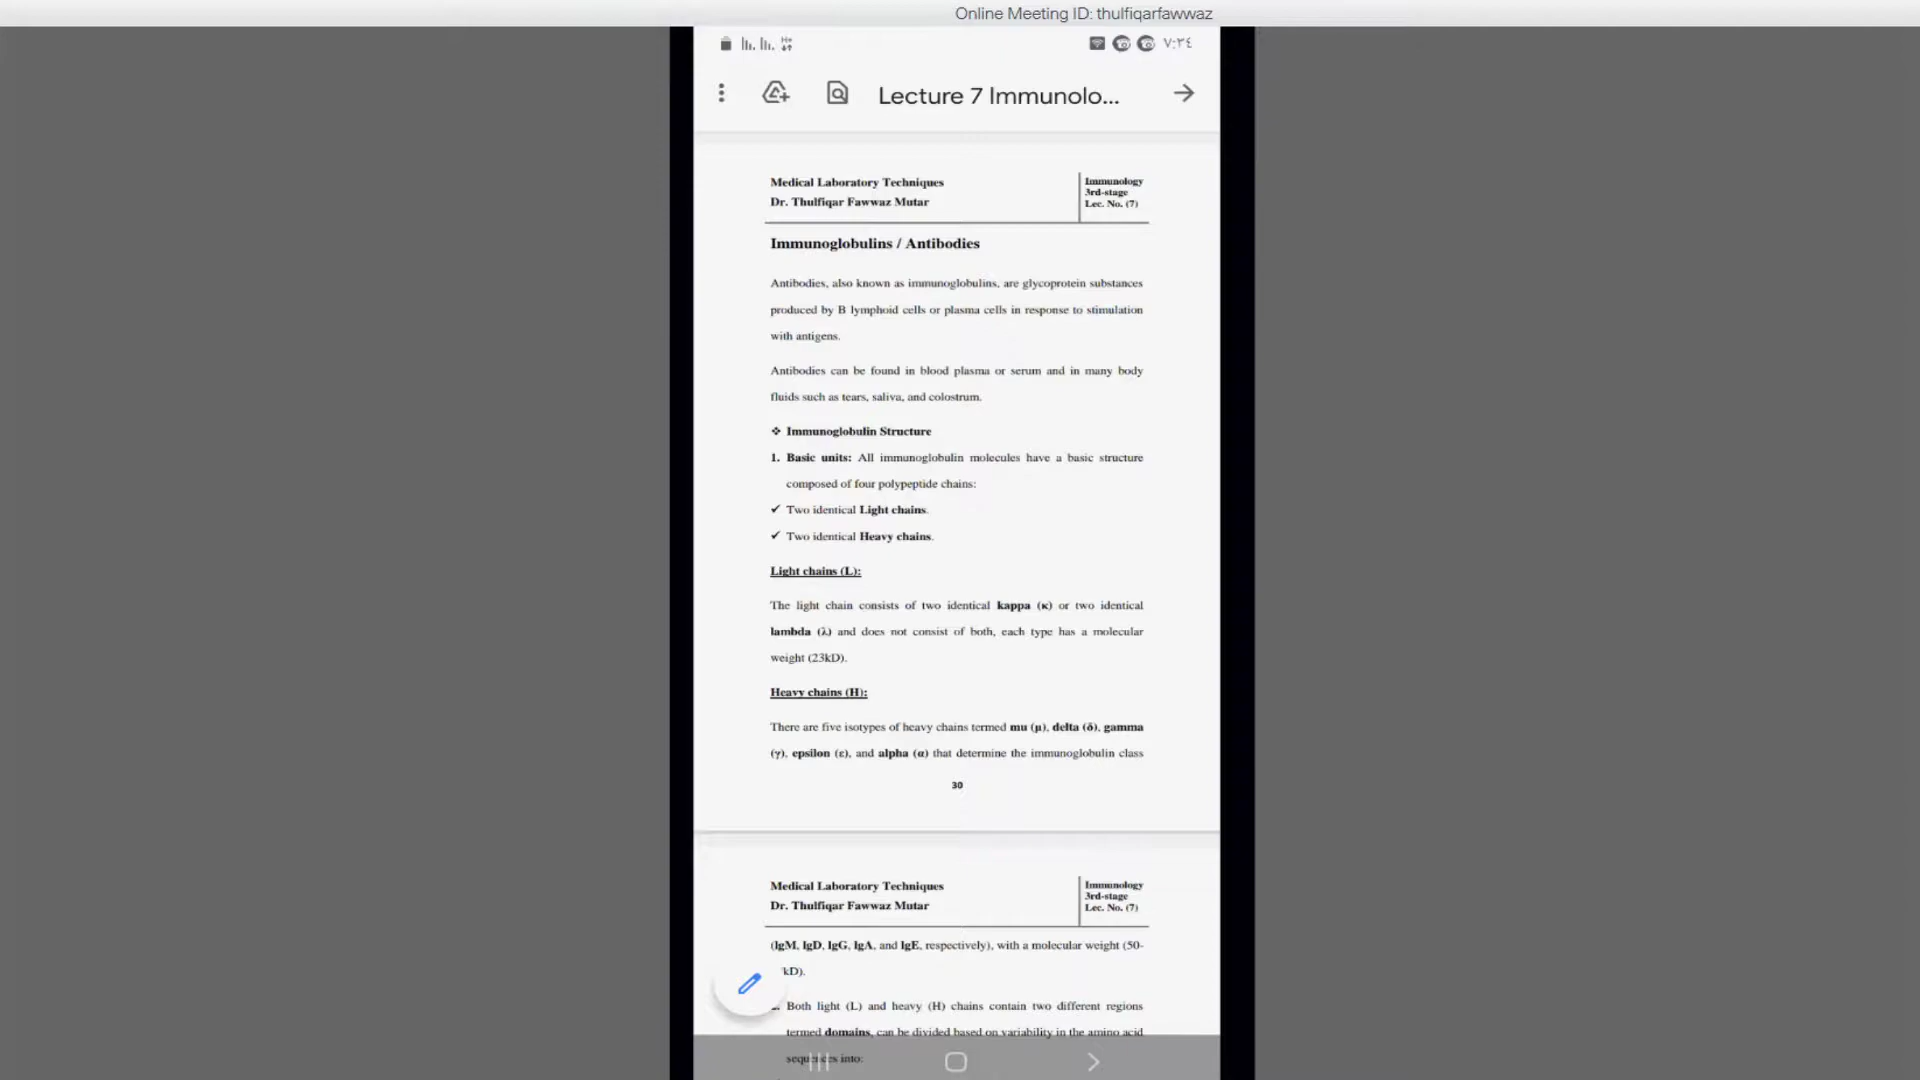 Online Meeting ID: thulfiqarfawwaz
H+
٧:٣٤
Lecture 7 Immunolo...
Medical Laboratory Techniques
Dr. Thulfiqar Fawwaz Mutar
Immunology
3rd-stage
Lec. No. (7)
Immunoglobulins / Antibodies
Antibodies, also known as immunoglobulins, are glycoprotein substances
produced by B lymphoid cells or plasma cells in response to stimulation
with antigens.
Antibodies can be found in blood plasma or serum and in many body
fluids such as tears, saliva, and colostrum.
❖ Immunoglobulin Structure
1. Basic units: All immunoglobulin molecules have a basic structure
composed of four polypeptide chains:
✓ Two identical Light chains.
✓ Two identical Heavy chains.
Light chains (L):
The light chain consists of two identical kappa (κ) or two identical
lambda (λ) and does not consist of both, each type has a molecular
weight (23kD).
Heavy chains (H):
There are five isotypes of heavy chains termed mu (μ), delta (δ), gamma
(γ), epsilon (ε), and alpha (α) that determine the immunoglobulin class
30
Medical Laboratory Techniques
Dr. Thulfiqar Fawwaz Mutar
Immunology
3rd-stage
Lec. No. (7)
(IgM, IgD, IgG, IgA, and IgE, respectively), with a molecular weight (50-
kD).
Both light (L) and heavy (H) chains contain two different regions
termed domains, can be divided based on variability in the amino acid
sequences into: